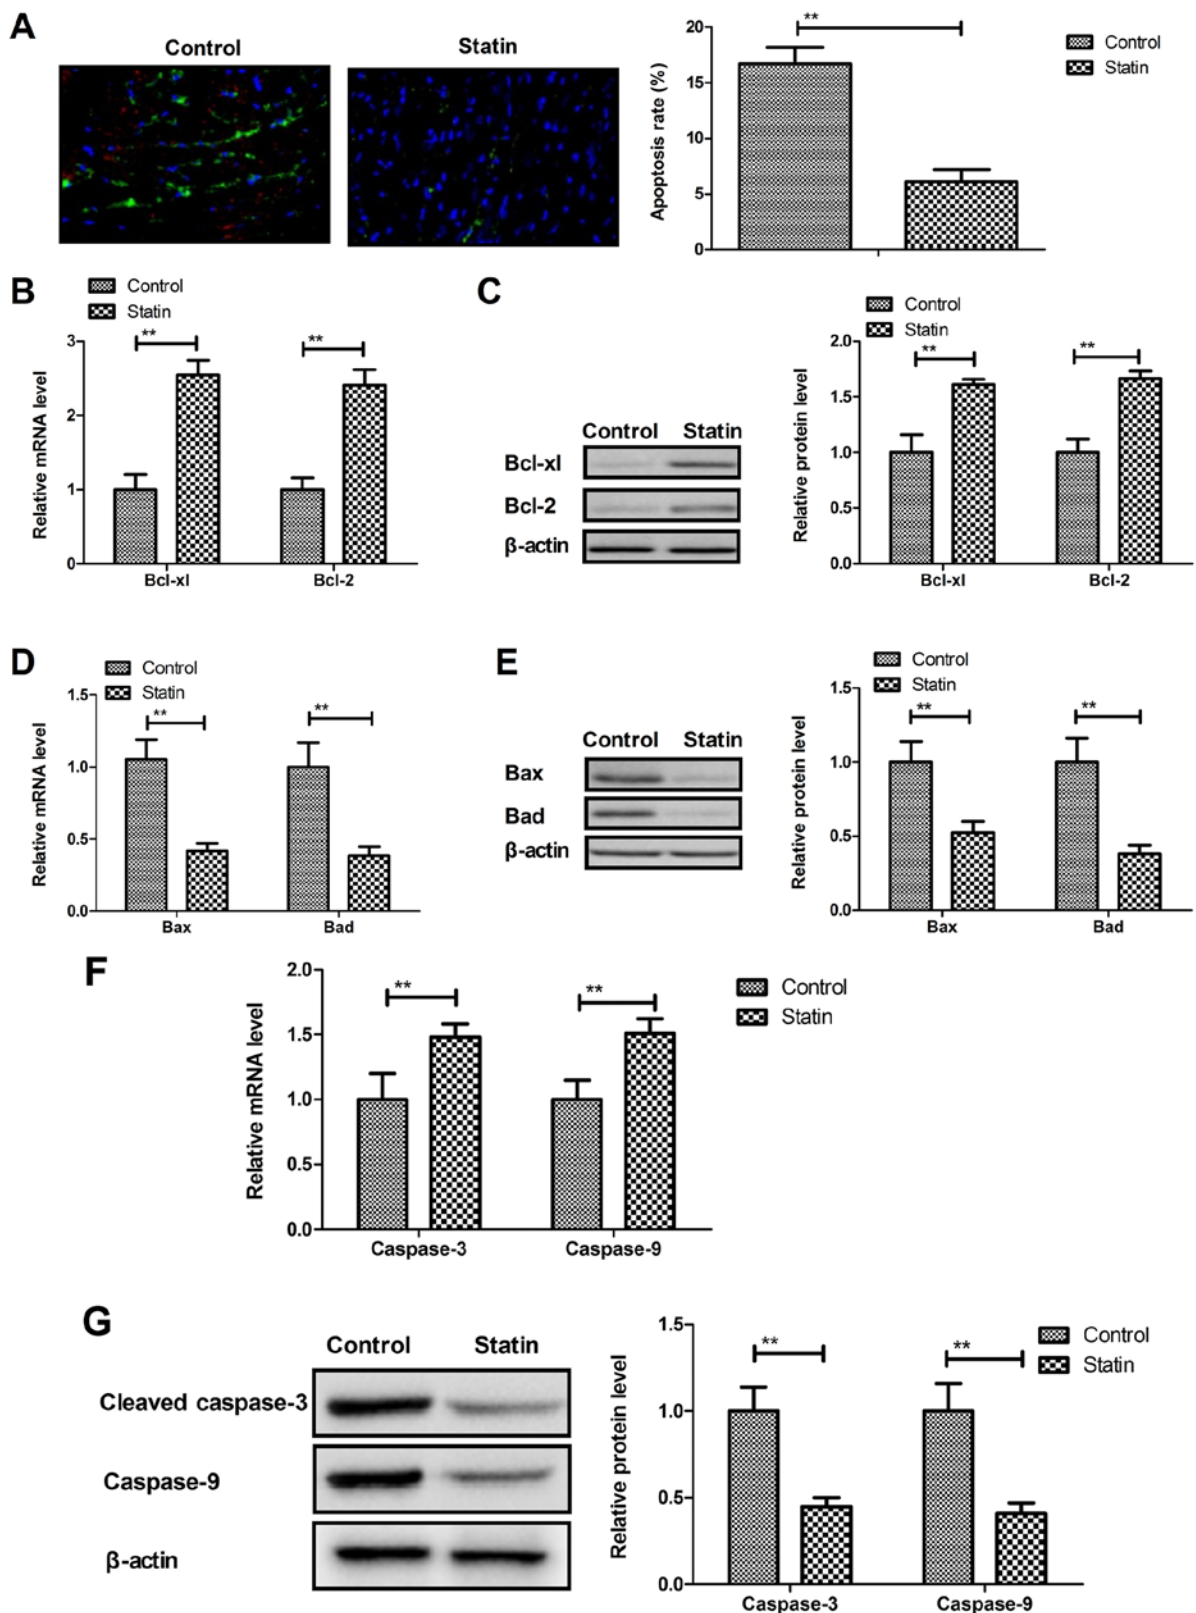 A
Control
Statin
**
20
15
10
5
0
Apoptosis rate (%)
Control
Statin
B
Control
Statin
**
**
3
2
1
0
Relative mRNA level
Bcl-xl
Bcl-2
C
Control Statin
Bcl-xl
Bcl-2
β-actin
Control
Statin
**
**
2.0
1.5
1.0
0.5
0.0
Relative protein level
Bcl-xl
Bcl-2
D
Control
Statin
**
**
1.5
1.0
0.5
0.0
Relative mRNA level
Bax
Bad
E
Control Statin
Bax
Bad
β-actin
Control
Statin
**
**
1.5
1.0
0.5
0.0
Relative protein level
Bax
Bad
F
**
**
2.0
1.5
1.0
0.5
0.0
Relative mRNA level
Caspase-3
Caspase-9
Control
Statin
G
Control Statin
Cleaved caspase-3
Caspase-9
β-actin
**
**
1.5
1.0
0.5
0.0
Relative protein level
Caspase-3
Caspase-9
Control
Statin